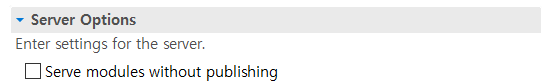 Server Options
Enter settings for the server.
Serve modules without publishing